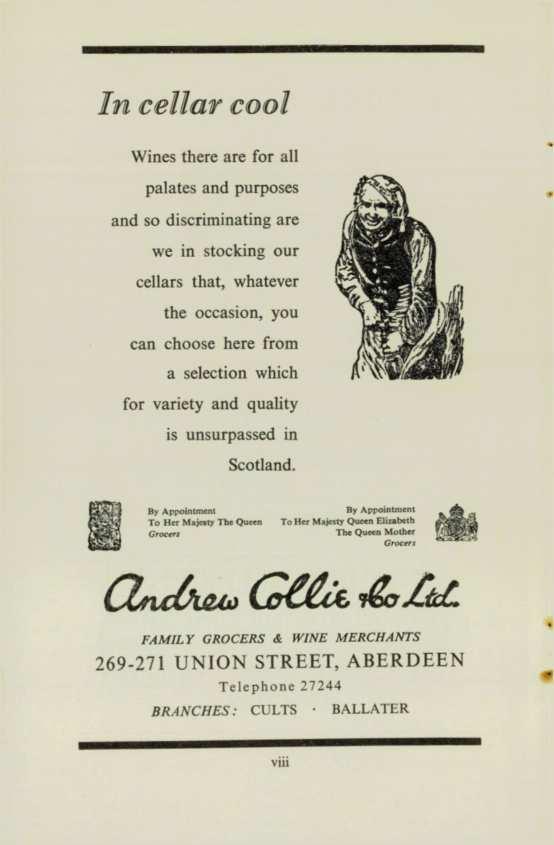 In cellar cool
Wines there are for all
palates and purposes
and so discriminating are
we in stocking our
cellars that, whatever
the occasion, you
can choose here from
a selection which
for variety and quality
is unsurpassed in
Scotland.
By Appointment
To Her Majesty The Queen
Grocers
By Appointment
To Her Majesty Queen Elizabeth
The Queen Mother
Grocers
Andrew Collie & Co Ltd.
FAMILY GROCERS & WINE MERCHANTS
269-271 UNION STREET, ABERDEEN
Telephone 27244
BRANCHES: CULTS · BALLATER
viii